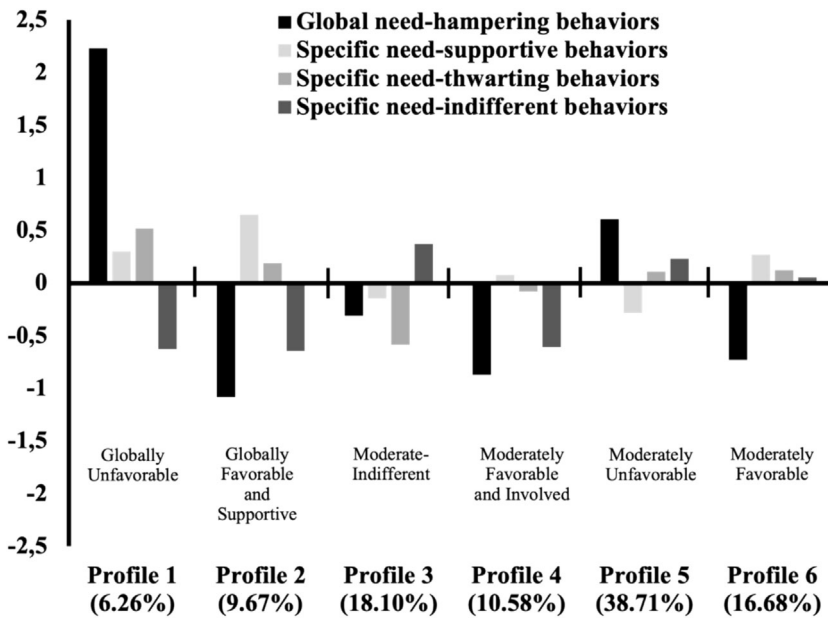 2,5
2
1,5
1
0,5
0
-0,5
-1
-1,5
-2
-2,5
Global need-hampering behaviors
Specific need-supportive behaviors
Specific need-thwarting behaviors
Specific need-indifferent behaviors
Globally
Unfavorable
Globally
Favorable
and
Supportive
Moderate-
Indifferent
Moderately
Favorable
and Involved
Moderately
Unfavorable
Moderately
Favorable
Profile 1
(6.26%)
Profile 2
(9.67%)
Profile 3
(18.10%)
Profile 4
(10.58%)
Profile 5
(38.71%)
Profile 6
(16.68%)